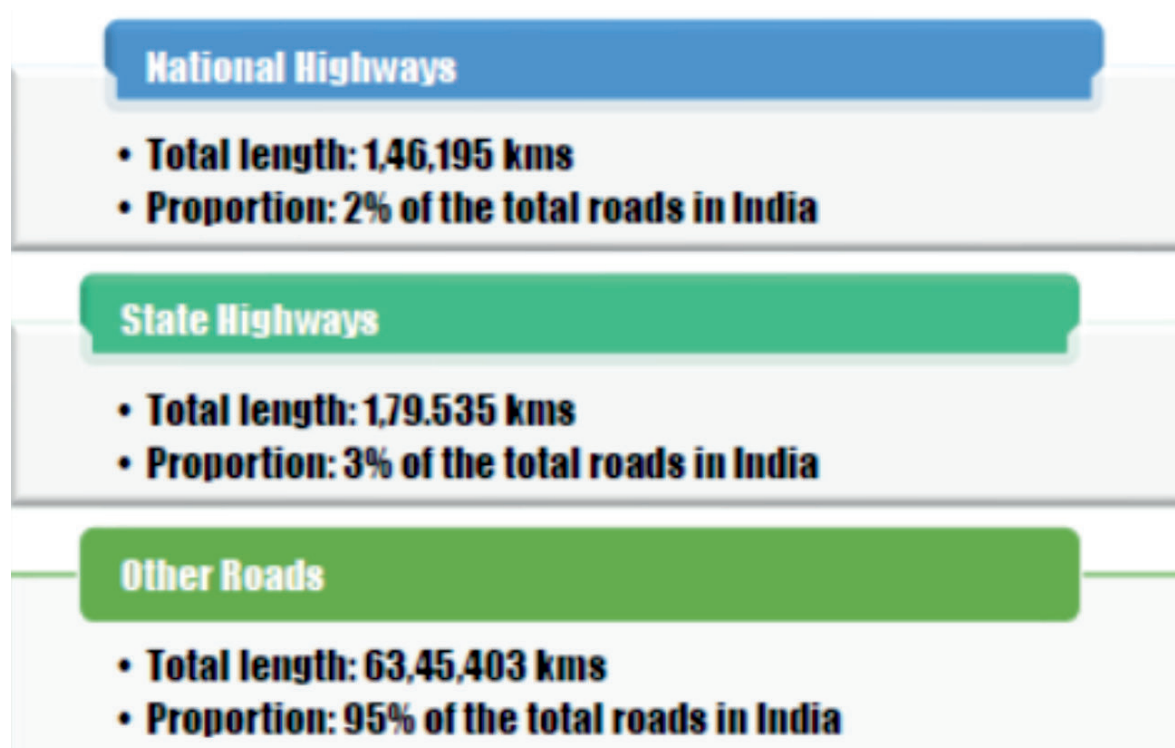 National Highways
• Total length: 1,46,195 kms
• Proportion: 2% of the total roads in India
State Highways
• Total length: 1,79.535 kms
• Proportion: 3% of the total roads in India
Other Roads
• Total length: 63,45,403 kms
• Proportion: 95% of the total roads in India